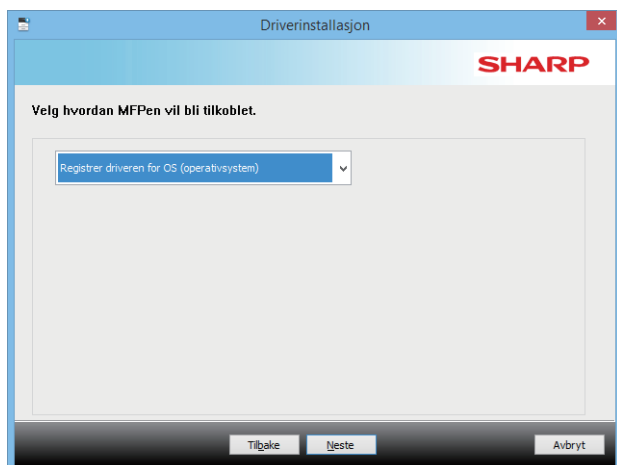 Driverinstallasjon
SHARP
Velg hvordan MFPen vil bli tilkoblet.
Registrer driveren for OS (operativsystem)
Tilbake Neste Avbryt